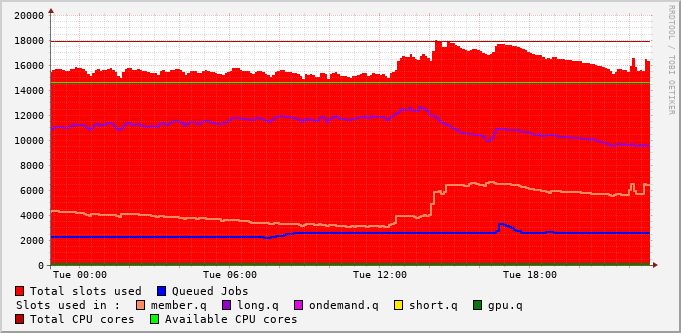 20000
18000
16000
14000
12000
10000
8000
6000
4000
2000
0
Tue 00:00 Tue 06:00 Tue 12:00 Tue 18:00
RRDTOOL / TOBI OETIKER
Total slots used Queued Jobs
Slots used in : member.q long.q ondemand.q short.q gpu.q
Total CPU cores Available CPU cores